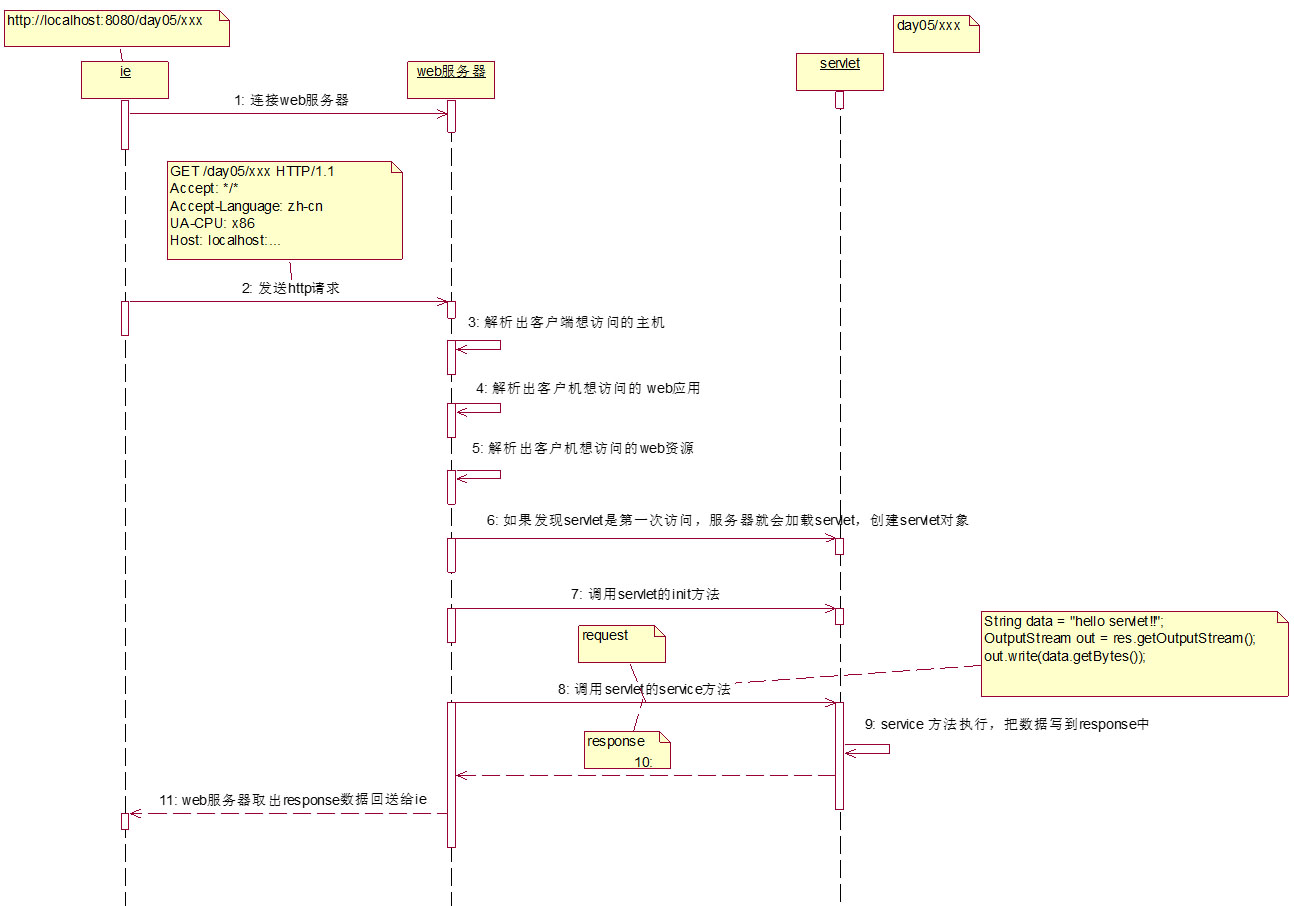 http://localhost:8080/day05/xxx
day05/xxx
ie
web服务器
servlet
1: 连接web服务器
GET /day05/xxx HTTP/1.1
Accept: */*
Accept-Language: zh-cn
UA-CPU: x86
Host: localhost:...
2: 发送http请求
3: 解析出客户端想访问的主机
4: 解析出客户机想访问的 web应用
5: 解析出客户机想访问的web资源
6: 如果发现servlet是第一次访问，服务器就会加载servlet，创建servlet对象
7: 调用servlet的init方法
String data = "hello servlet!!";
OutputStream out = res.getOutputStream();
out.write(data.getBytes());
request
8: 调用servlet的service方法
9: service 方法执行，把数据写到response中
response
10:
11: web服务器取出response数据回送给ie